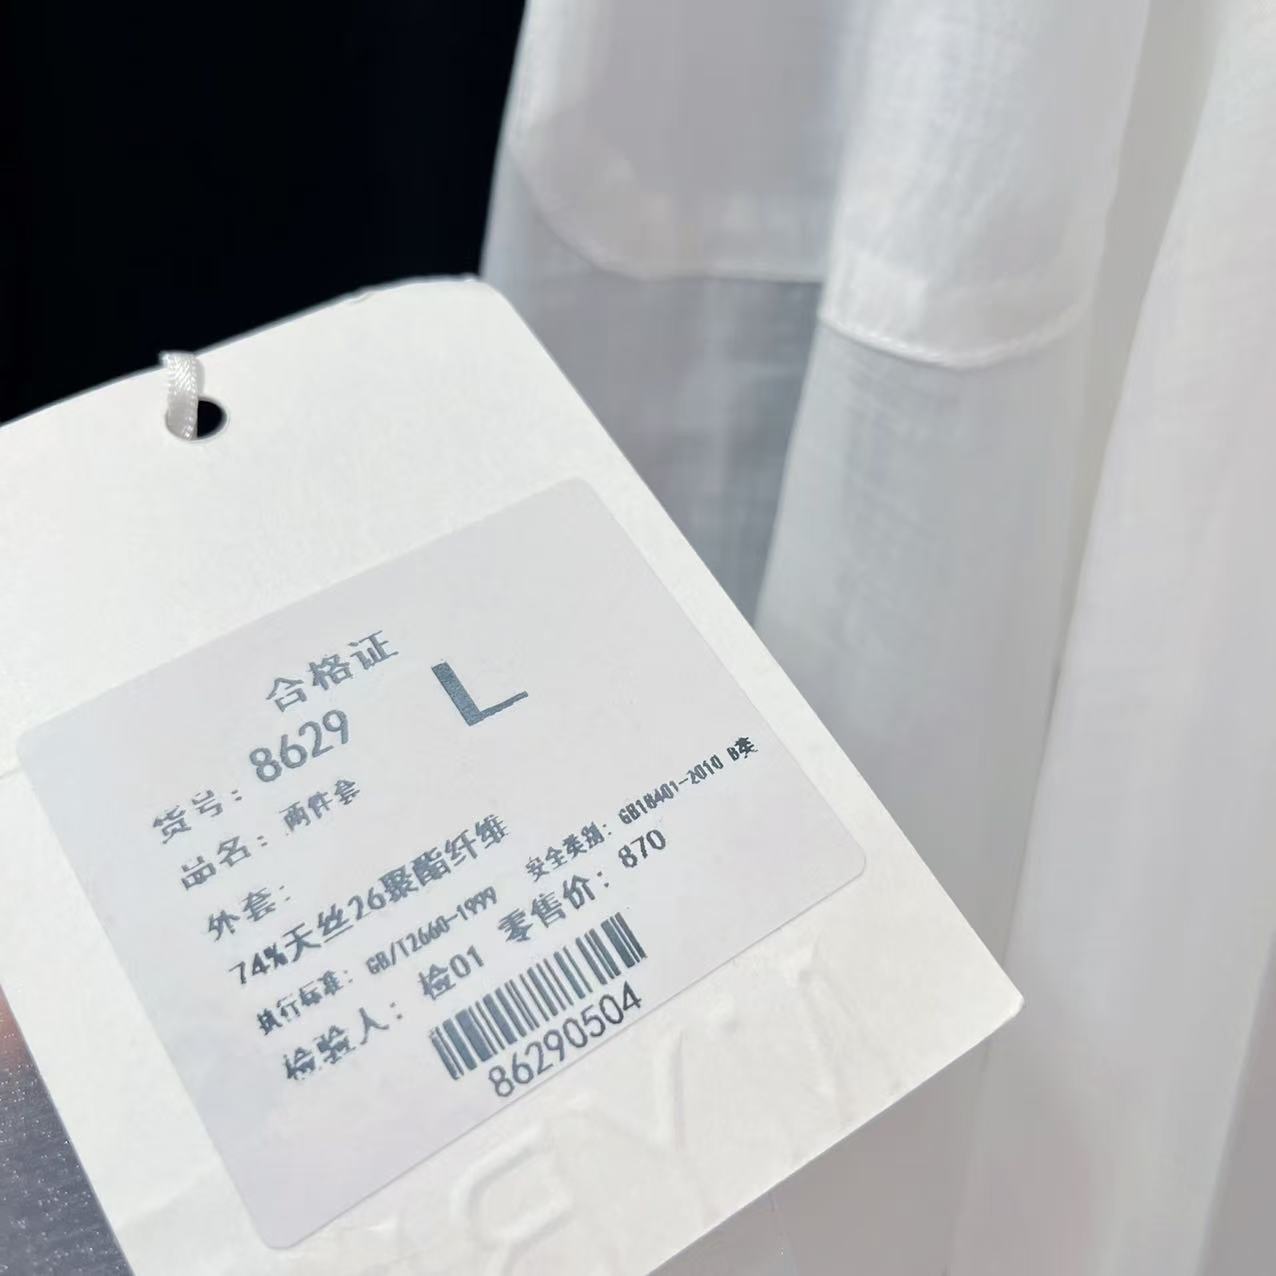 合格证
货号：8629 L
品名：两件套
外套：
74%天丝26聚酯纤维
执行标准：GB/T2660-1999 安全类别：GB18401-2010 B类
检验人：检01 零售价：870
86290504